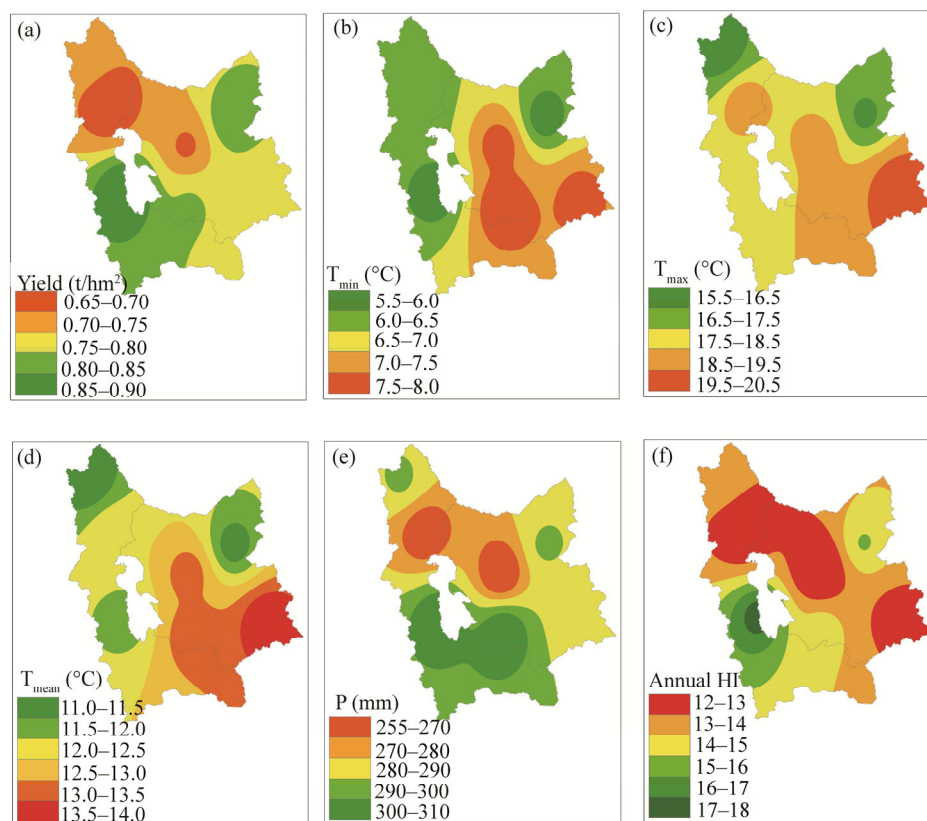 (a)
Yield (t/hm²)
0.65–0.70
0.70–0.75
0.75–0.80
0.80–0.85
0.85–0.90
(b)
Tmin (°C)
5.5–6.0
6.0–6.5
6.5–7.0
7.0–7.5
7.5–8.0
(c)
Tmax (°C)
15.5–16.5
16.5–17.5
17.5–18.5
18.5–19.5
19.5–20.5
(d)
Tmean (°C)
11.0–11.5
11.5–12.0
12.0–12.5
12.5–13.0
13.0–13.5
13.5–14.0
(e)
P (mm)
255–270
270–280
280–290
290–300
300–310
(f)
Annual HI
12–13
13–14
14–15
15–16
16–17
17–18